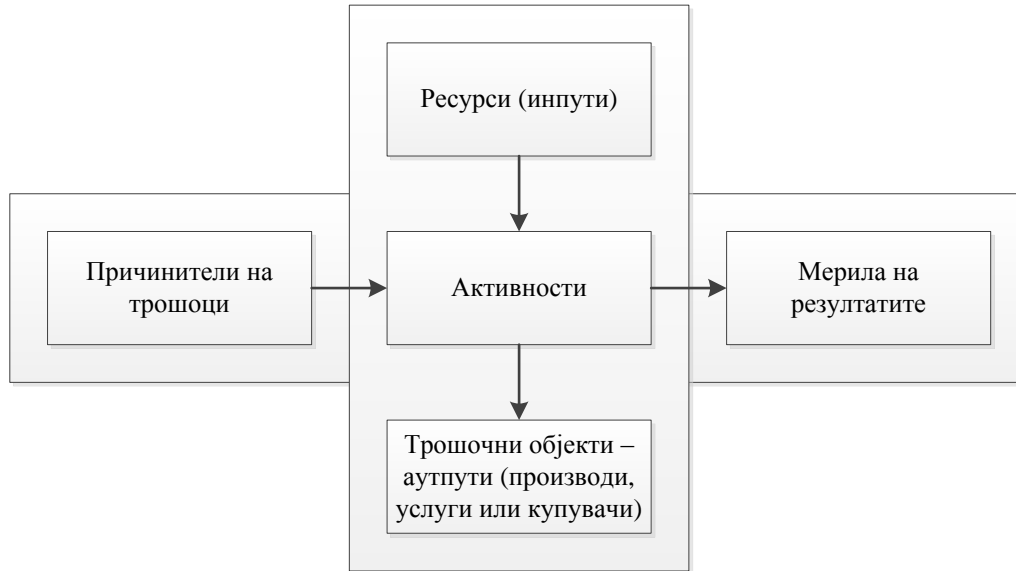 Ресурси (инпути)
Причинители на
трошоци
Активности
Мерила на
резултатите
Трошочни објекти –
аутпути (производи,
услуги или купувачи)